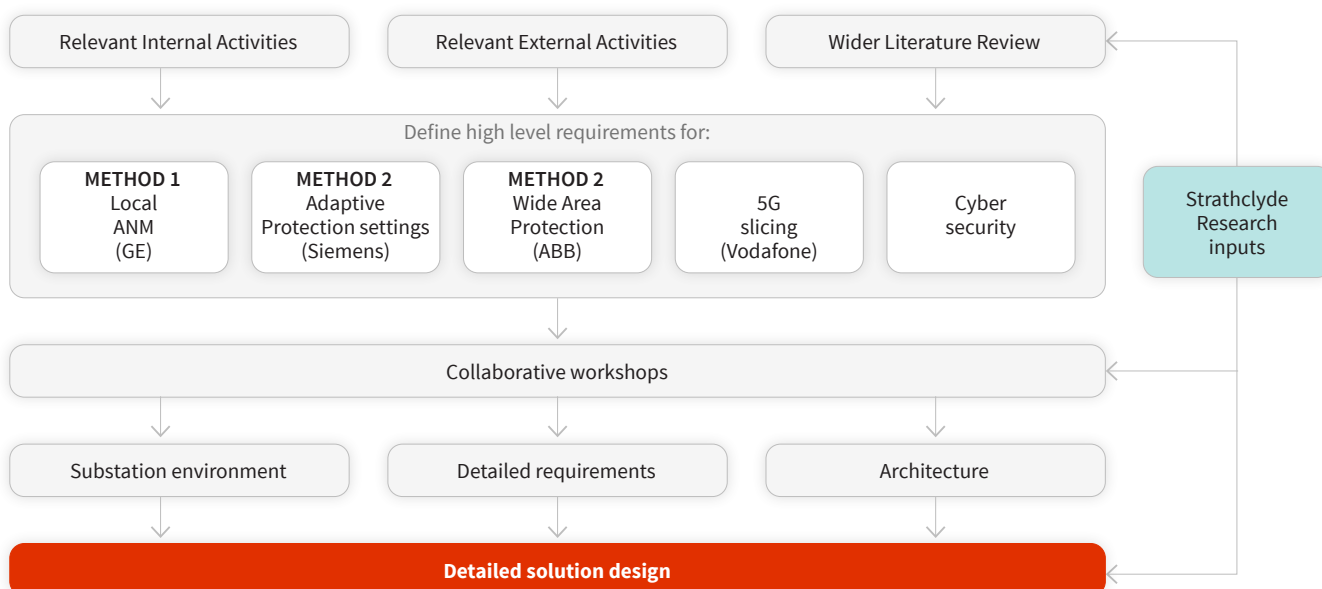 Relevant Internal Activities
Relevant External Activities
Wider Literature Review
Define high level requirements for:
METHOD 1
Local
ANM
(GE)
METHOD 2
Adaptive
Protection settings
(Siemens)
METHOD 2
Wide Area
Protection
(ABB)
5G
slicing
(Vodafone)
Cyber
security
Strathclyde
Research
inputs
Collaborative workshops
Substation environment
Detailed requirements
Architecture
Detailed solution design